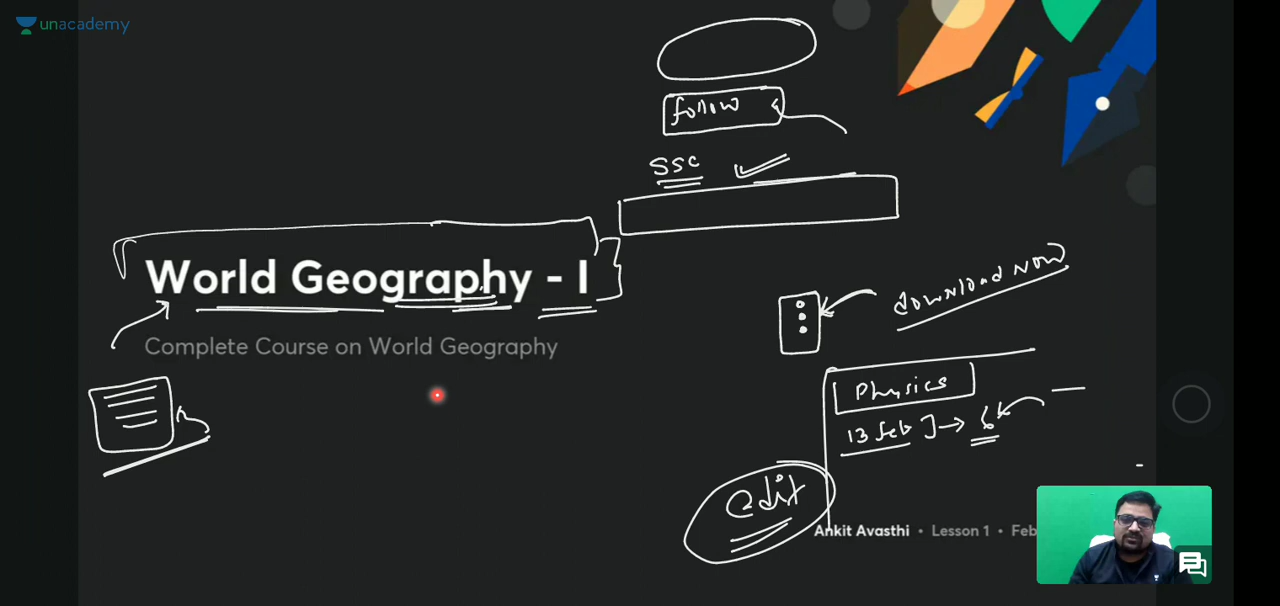 unacademy
follow
SSC
World Geography - I
download NOW
Complete Course on World Geography
Physics
13 feb ] → 6
edit
Ankit Avasthi • Lesson 1 • Feb